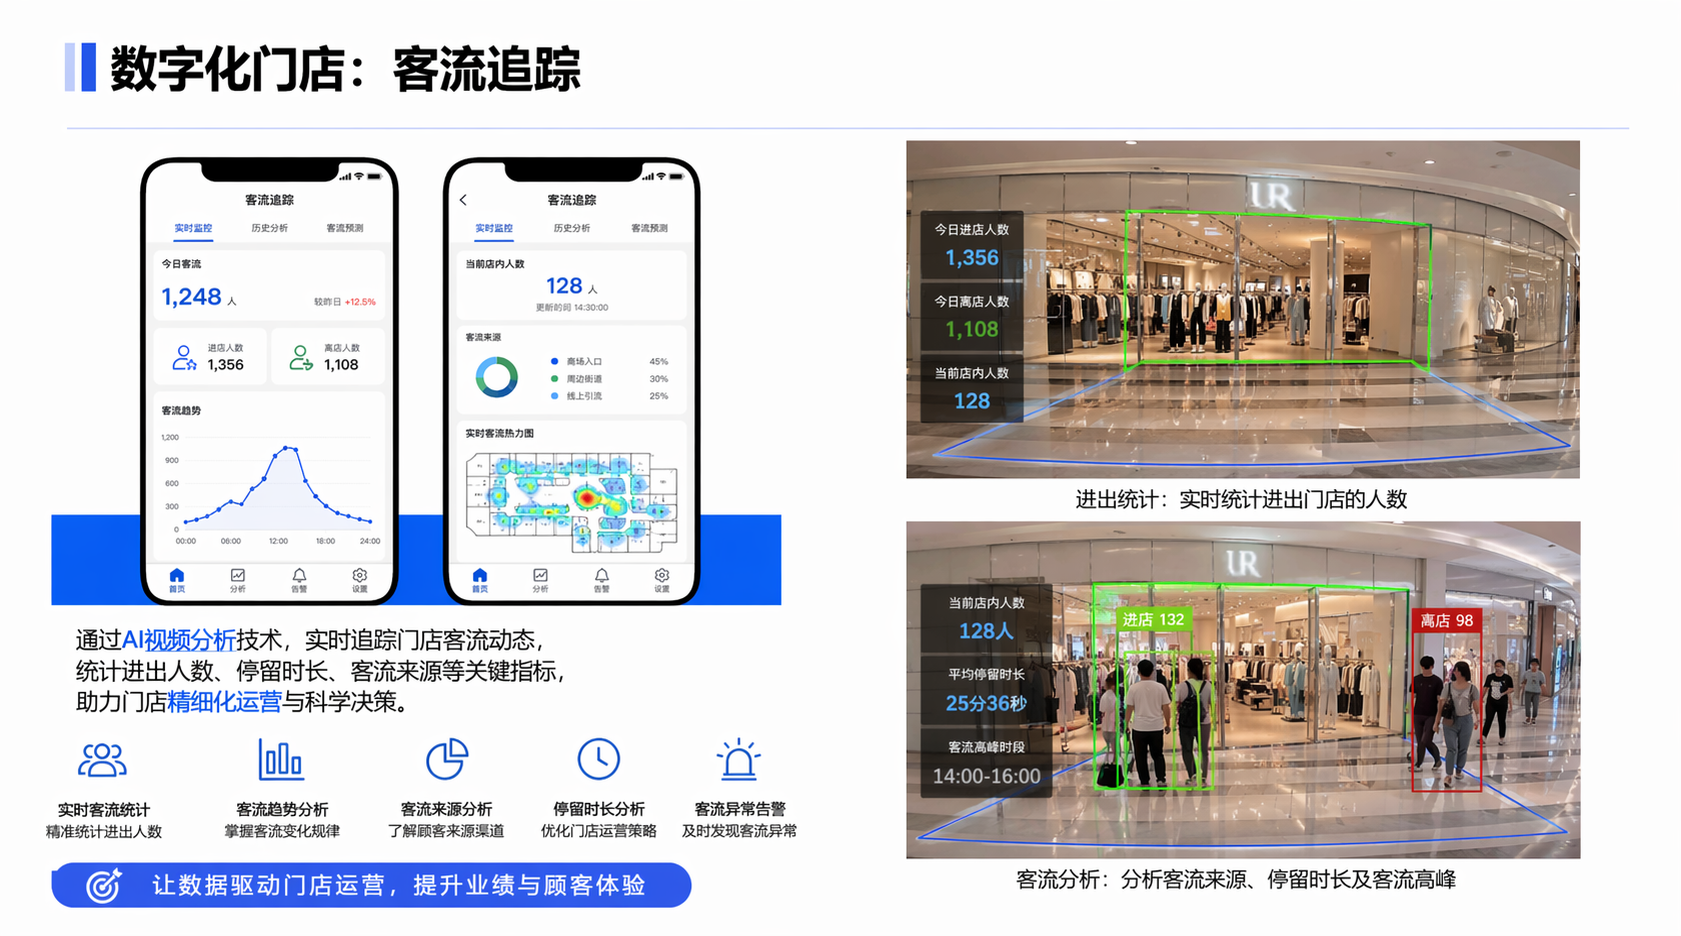 数字化门店：客流追踪
客流追踪
实时监控 历史分析 客流预测
今日客流
1,248 人 较昨日 +12.5%
进店人数
1,356
离店人数
1,108
客流趋势
1,200
900
600
300
0
00:00 06:00 12:00 18:00 24:00
首页 分析 告警 设置
客流追踪
实时监控 历史分析 客流预测
当前店内人数
128 人
更新时间 14:30:00
客流来源
商场入口 45%
周边街道 30%
线上引流 25%
实时客流热力图
首页 分析 告警 设置
通过AI视频分析技术，实时追踪门店客流动态，
统计进出人数、停留时长、客流来源等关键指标，
助力门店精细化运营与科学决策。
实时客流统计
精准统计进出人数
客流趋势分析
掌握客流变化规律
客流来源分析
了解顾客来源渠道
停留时长分析
优化门店运营策略
客流异常告警
及时发现客流异常
让数据驱动门店运营，提升业绩与顾客体验
UR
今日进店人数
1,356
今日离店人数
1,108
当前店内人数
128
进出统计：实时统计进出门店的人数
UR
当前店内人数
128人
平均停留时长
25分36秒
客流高峰时段
14:00-16:00
进店 132
离店 98
客流分析：分析客流来源、停留时长及客流高峰